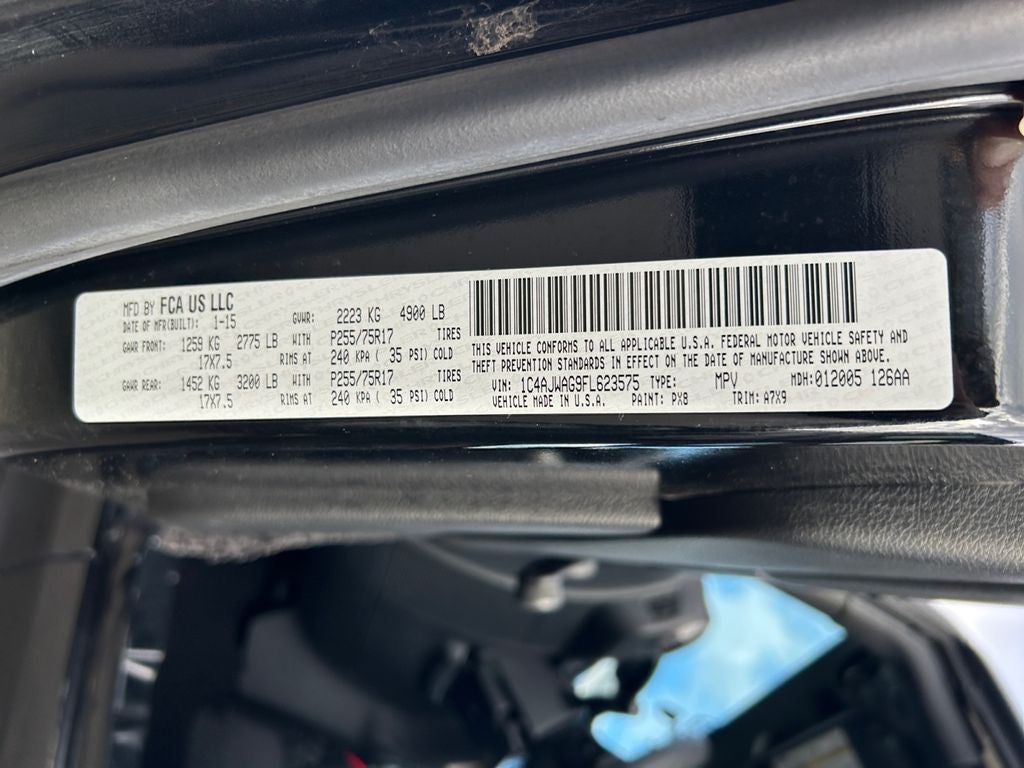 MFD BY FCA US LLC
DATE OF MFR(BUILT): 1-15 GVWR: 2223 KG 4900 LB
GAWR FRONT: 1259 KG 2775 LB WITH P255/75R17 TIRES
17X7.5 RIMS AT 240 KPA ( 35 PSI) COLD
GAWR REAR: 1452 KG 3200 LB WITH P255/75R17 TIRES
17X7.5 RIMS AT 240 KPA ( 35 PSI) COLD
THIS VEHICLE CONFORMS TO ALL APPLICABLE U.S.A. FEDERAL MOTOR VEHICLE SAFETY AND
THEFT PREVENTION STANDARDS IN EFFECT ON THE DATE OF MANUFACTURE SHOWN ABOVE.
VIN: 1C4AJWAG9FL623575 TYPE: MPV MDH:012005 126AA
VEHICLE MADE IN U.S.A. PAINT: PX8 TRIM: A7X9